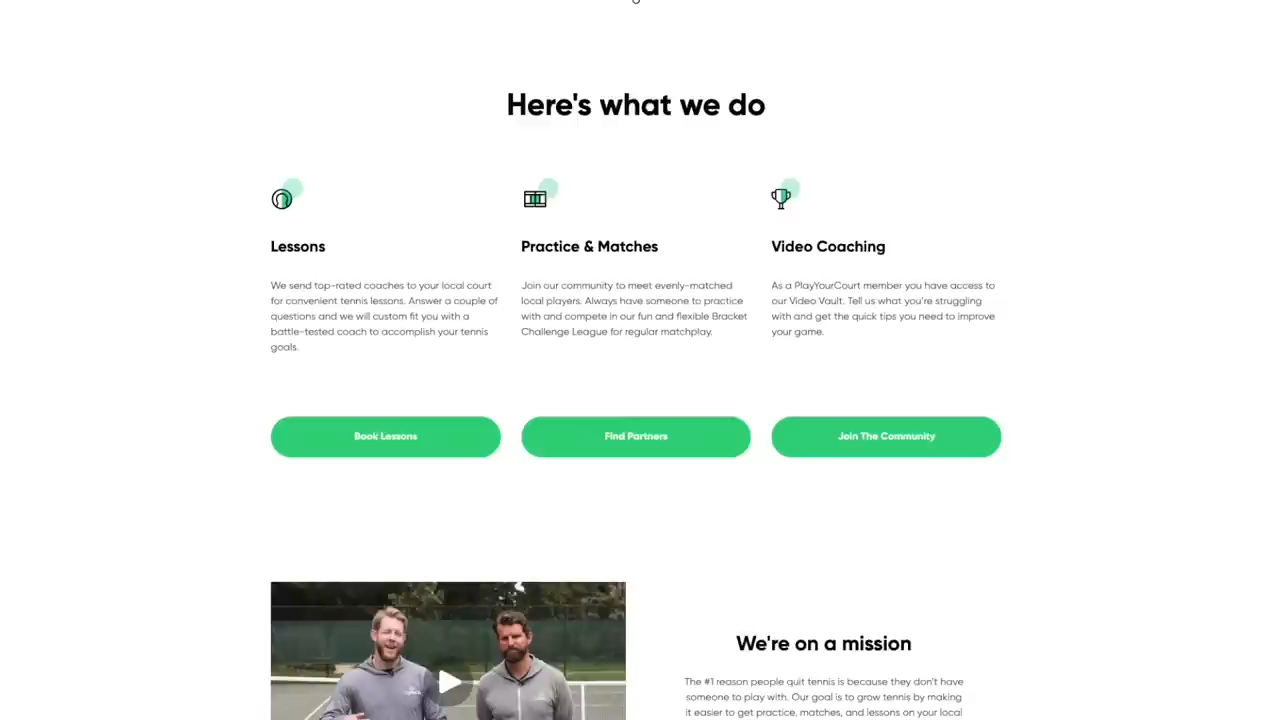 Here's what we do
Lessons
We send top-rated coaches to your local court
for convenient tennis lessons. Answer a couple of
questions and we will custom fit you with a
battle-tested coach to accomplish your tennis
goals.
Book Lessons
Practice & Matches
Join our community to meet evenly-matched
local players. Always have someone to practice
with and compete in our fun and flexible Bracket
Challenge League for regular matchplay.
Find Partners
Video Coaching
As a PlayYourCourt member you have access to
our Video Vault. Tell us what you're struggling
with and get the quick tips you need to improve
your game.
Join The Community
We're on a mission
The #1 reason people quit tennis is because they don't have
someone to play with. Our goal is to grow tennis by making
it easier to get practice, matches, and lessons on your local